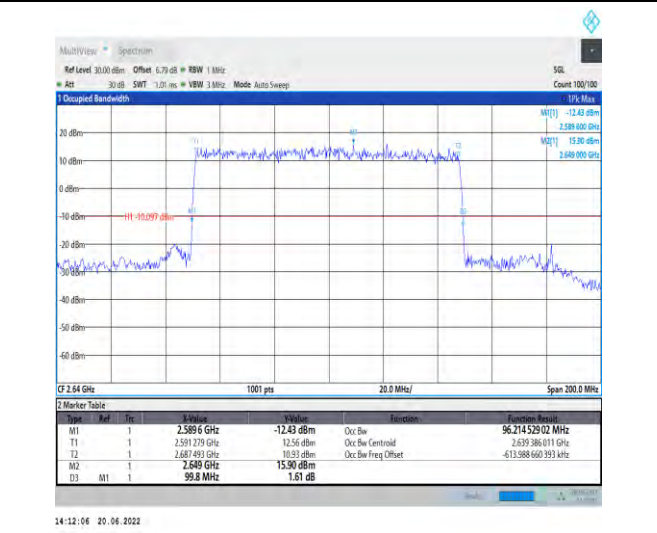 MultiView Spectrum
Ref Level 30.00 dBm Offset 6.79 dB RBW 1 MHz SGL
Att 30 dB SWT 1.01 ms VBW 3 MHz Mode Auto Sweep Count 100/100
1 Occupied Bandwidth 1Pk Max
M1[1] -12.43 dBm
2.589 600 GHz
M2[1] 15.90 dBm
2.649 000 GHz
20 dBm
T1 M2 T2
10 dBm
0 dBm
M1 D3
-10 dBm H1 -10.097 dBm
-20 dBm
-30 dBm
-40 dBm
-50 dBm
-60 dBm
CF 2.64 GHz 1001 pts 20.0 MHz/ Span 200.0 MHz
2 Marker Table
Type Ref Trc X-Value Y-Value Function Function Result
M1 1 2.5896 GHz -12.43 dBm Occ Bw 96.214 529 02 MHz
T1 1 2.591 279 GHz 12.56 dBm Occ Bw Centroid 2.639 386 011 GHz
T2 1 2.687 493 GHz 10.93 dBm Occ Bw Freq Offset -613.988 660 393 kHz
M2 1 2.649 GHz 15.90 dBm
D3 M1 1 99.8 MHz 1.61 dB
14:12:06 20.06.2022